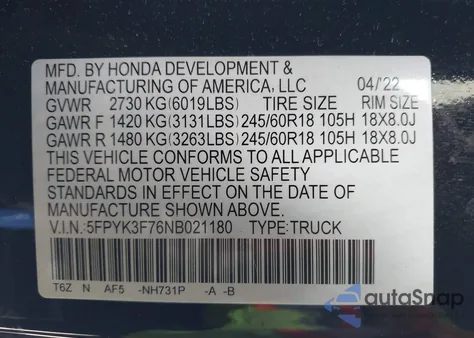 MFD. BY HONDA DEVELOPMENT &
MANUFACTURING OF AMERICA, LLC 04/'22
GVWR 2730 KG(6019LBS) TIRE SIZE RIM SIZE
GAWR F 1420 KG(3131LBS) 245/60R18 105H 18X8.0J
GAWR R 1480 KG(3263LBS) 245/60R18 105H 18X8.0J
THIS VEHICLE CONFORMS TO ALL APPLICABLE
FEDERAL MOTOR VEHICLE SAFETY
STANDARDS IN EFFECT ON THE DATE OF
MANUFACTURE SHOWN ABOVE.
V.I.N.:5FPYK3F76NB021180 TYPE:TRUCK
T6Z N AF5 -NH731P -A -B
autoSnap